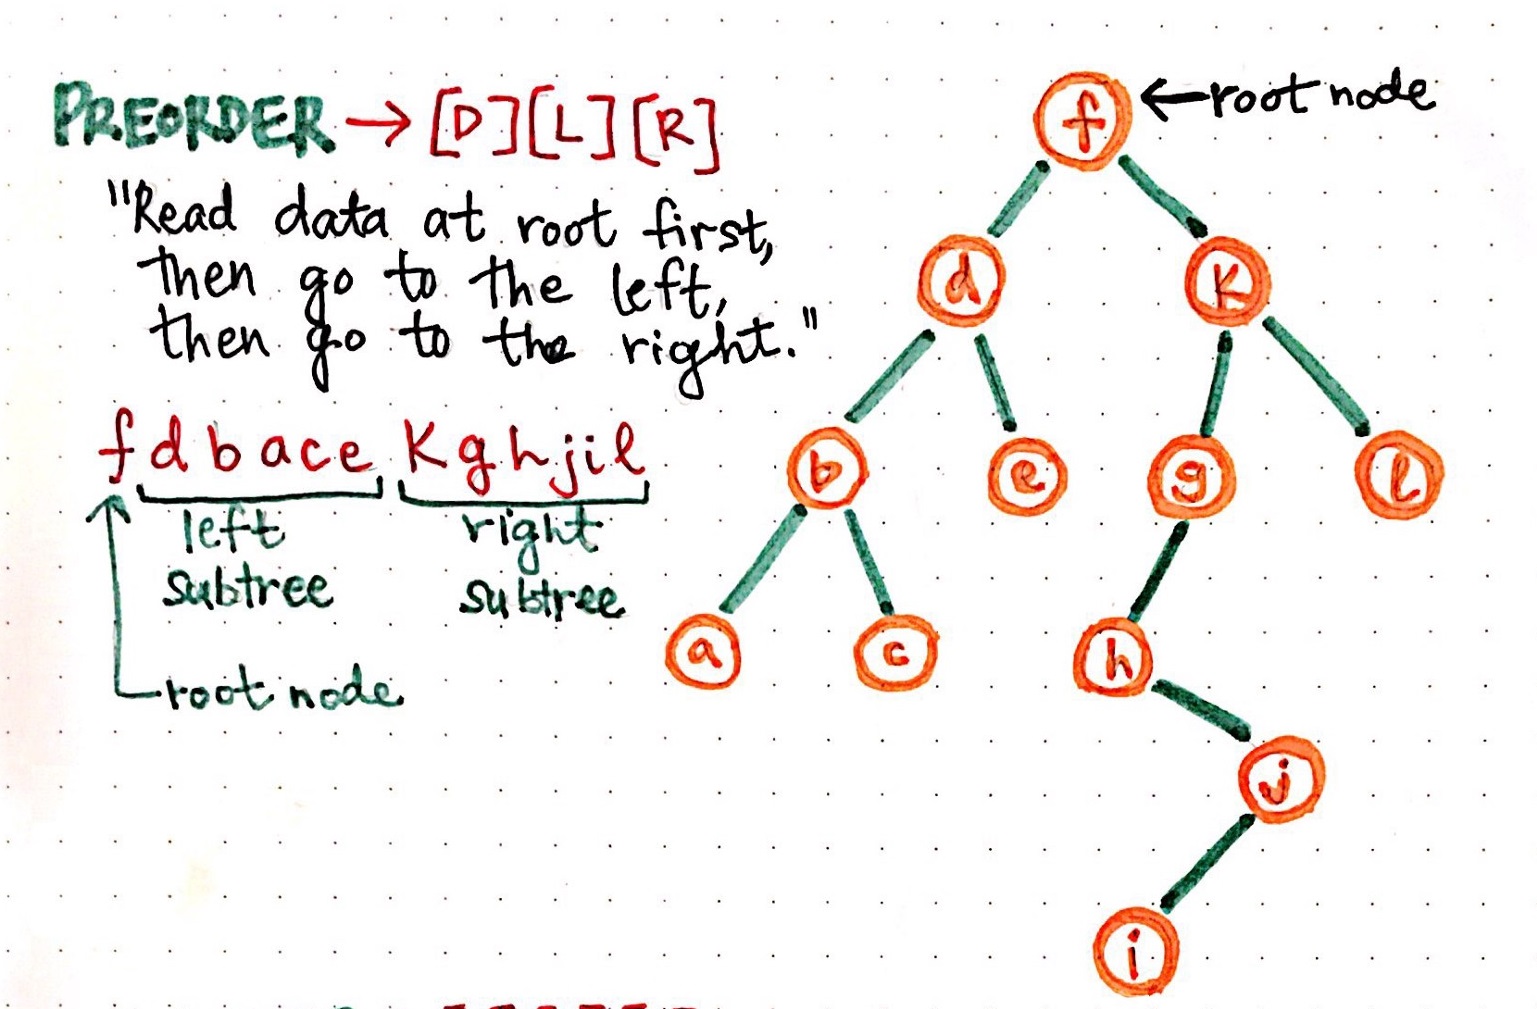 PREORDER → [D][L][R]
"Read data at root first,
then go to the left,
then go to the right."
f d b a c e K g h j i l
left subtree
right subtree
root node
f ← root node
d K
b e g l
a c h
j
i